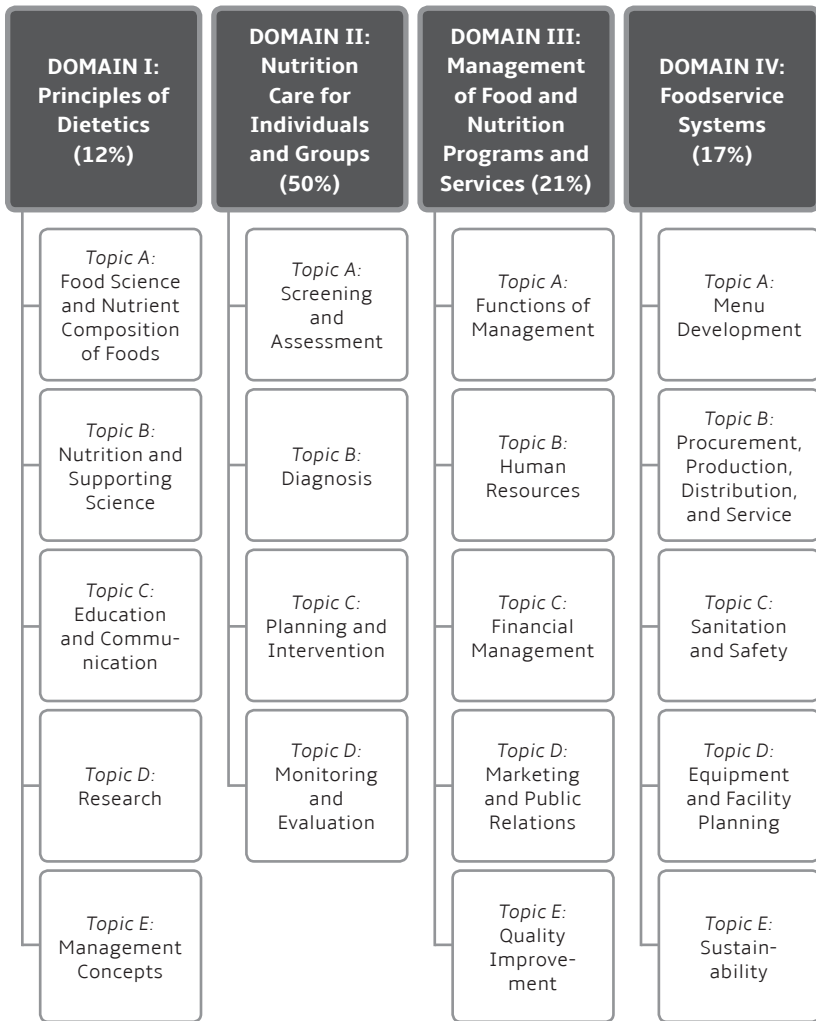 DOMAIN I:
Principles of
Dietetics
(12%)
Topic A:
Food Science
and Nutrient
Composition
of Foods
Topic B:
Nutrition and
Supporting
Science
Topic C:
Education
and Commu-
nication
Topic D:
Research
Topic E:
Management
Concepts
DOMAIN II:
Nutrition
Care for
Individuals
and Groups
(50%)
Topic A:
Screening
and
Assessment
Topic B:
Diagnosis
Topic C:
Planning and
Intervention
Topic D:
Monitoring
and
Evaluation
DOMAIN III:
Management
of Food and
Nutrition
Programs and
Services (21%)
Topic A:
Functions of
Management
Topic B:
Human
Resources
Topic C:
Financial
Management
Topic D:
Marketing
and Public
Relations
Topic E:
Quality
Improve-
ment
DOMAIN IV:
Foodservice
Systems
(17%)
Topic A:
Menu
Development
Topic B:
Procurement,
Production,
Distribution,
and Service
Topic C:
Sanitation
and Safety
Topic D:
Equipment
and Facility
Planning
Topic E:
Sustain-
ability